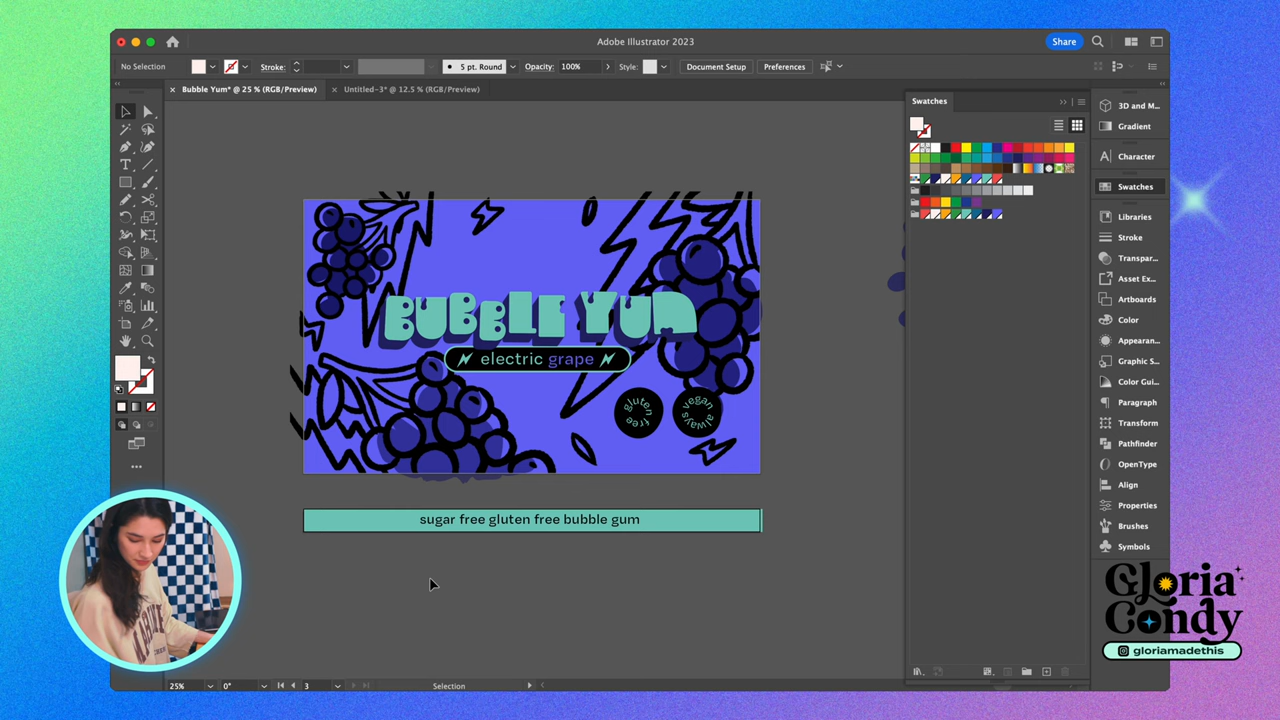 Adobe Illustrator 2023
Share
No Selection
Stroke:
5 pt. Round
Opacity: 100%
Style:
Document Setup
Preferences
Bubble Yum* @ 25 % (RGB/Preview)
Untitled-3* @ 12.5 % (RGB/Preview)
Swatches
3D and M...
Gradient
Character
Swatches
Libraries
Stroke
Transpar...
Asset Ex...
Artboards
Color
Appearan...
Graphic S...
Color Gui...
Paragraph
Transform
Pathfinder
OpenType
Align
Properties
Brushes
Symbols
BUBBLE YUM
electric grape
gluten free
vegan always
sugar free gluten free bubble gum
Gloria Condy
gloriamadethis
25%
0°
3
Selection